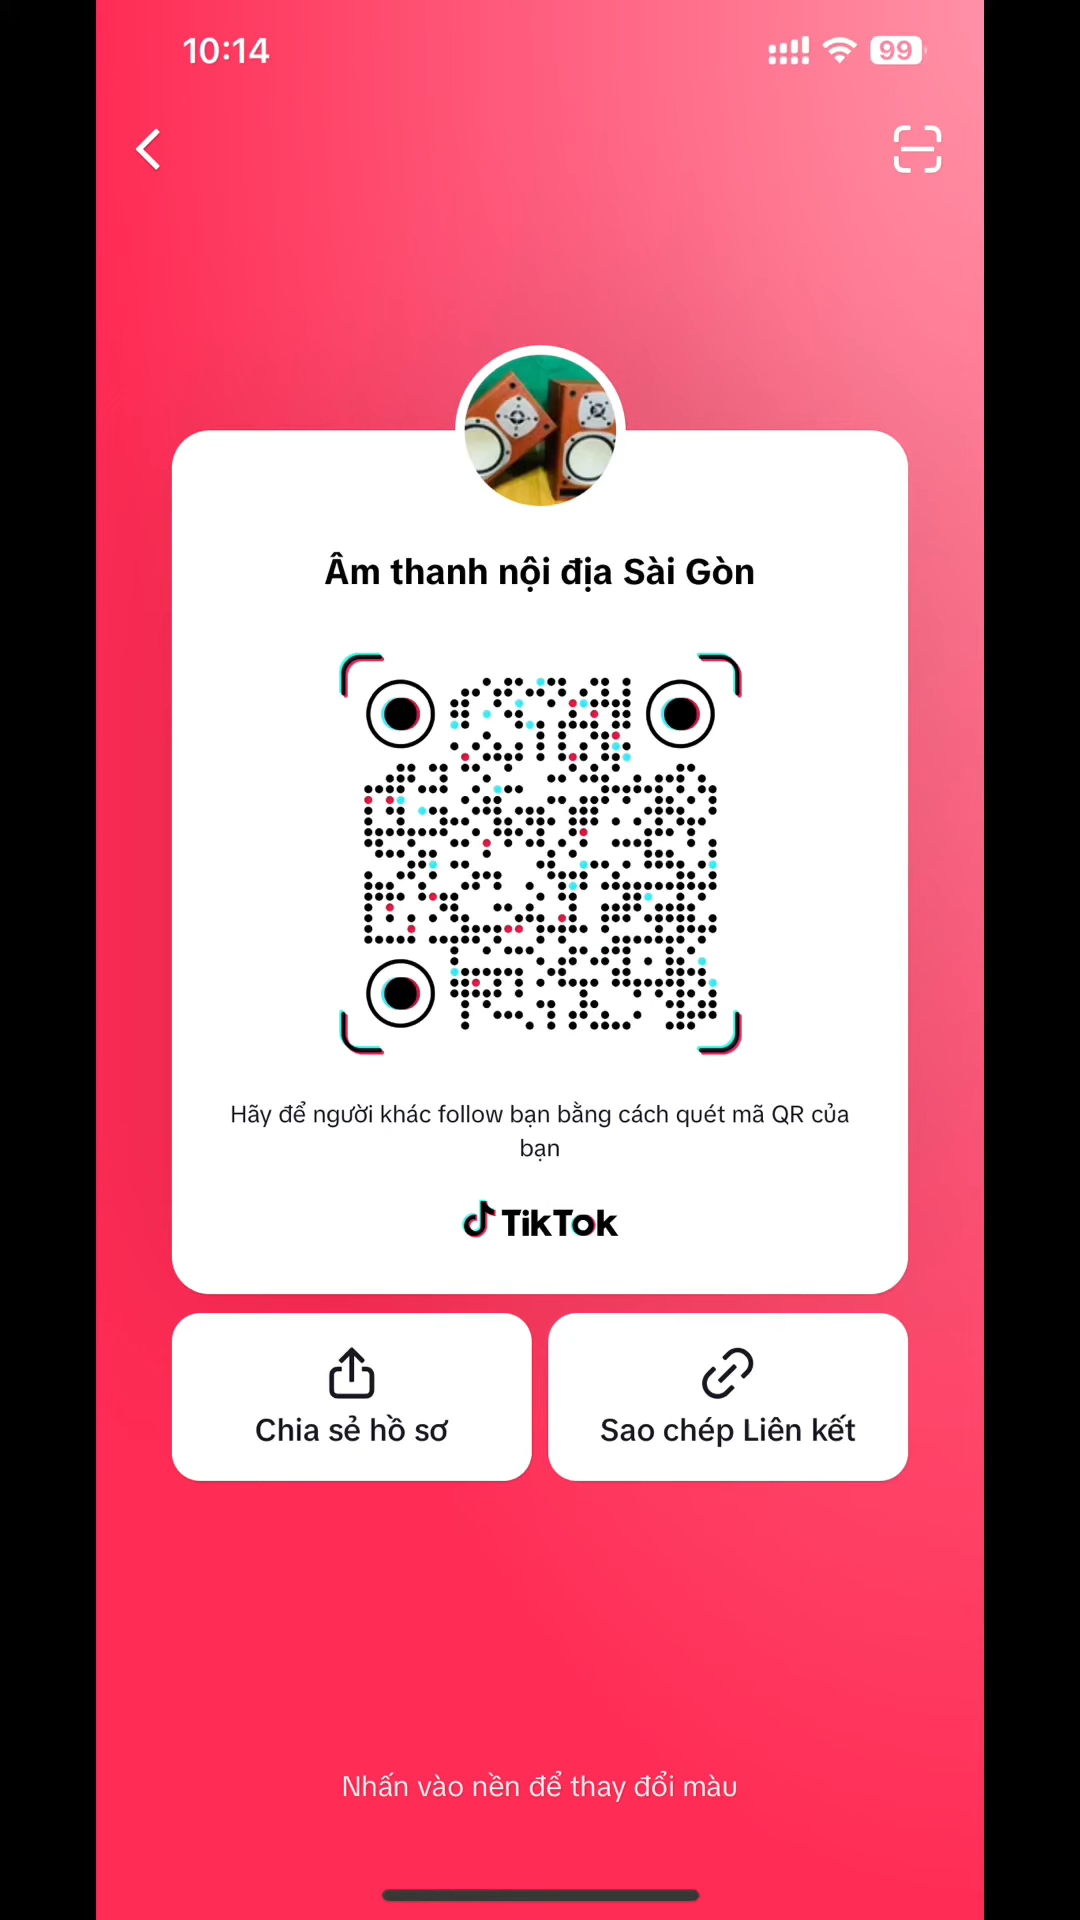 10:14
99
Âm thanh nội địa Sài Gòn
Hãy để người khác follow bạn bằng cách quét mã QR của
bạn
TikTok
Chia sẻ hồ sơ
Sao chép Liên kết
Nhấn vào nền để thay đổi màu